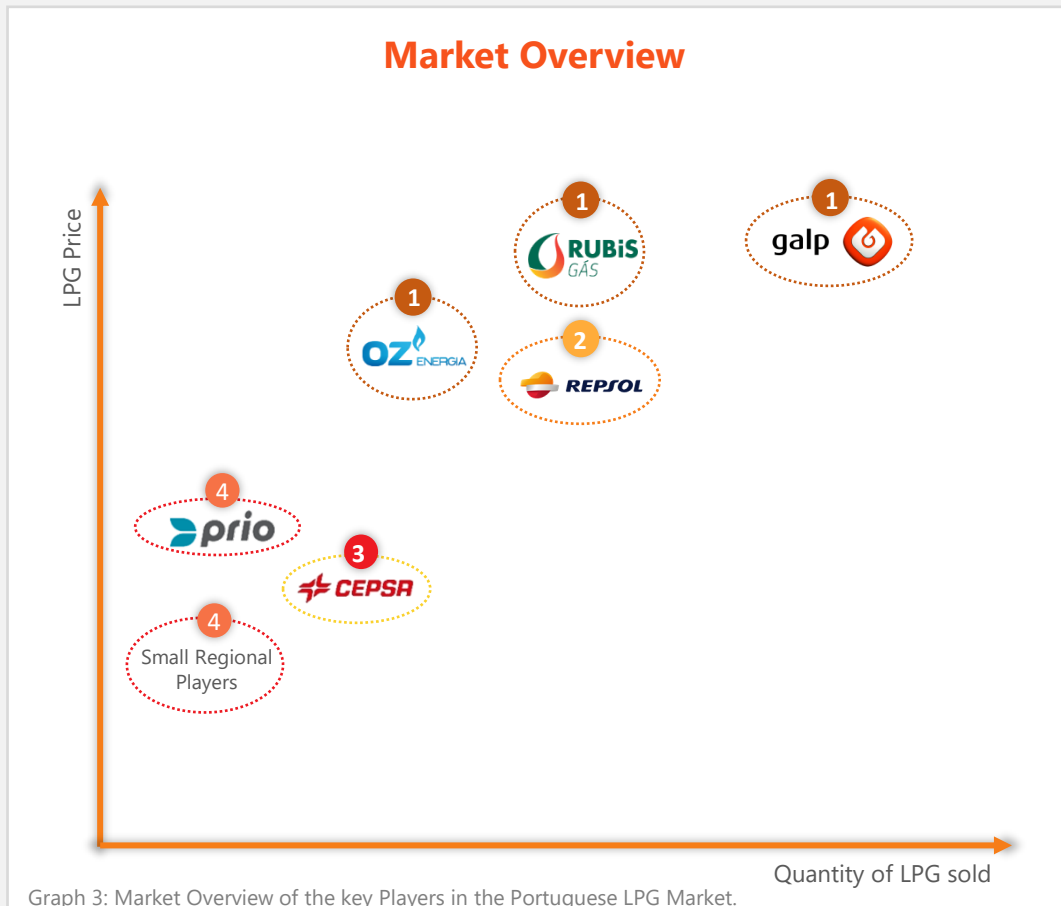 Market Overview
LPG Price
1
RUBiS
GÁS
1
galp
1
OZ ENERGIA
2
REPSOL
4
prio
3
CEPSA
4
Small Regional
Players
Quantity of LPG sold
Graph 3: Market Overview of the key Players in the Portuguese LPG Market.